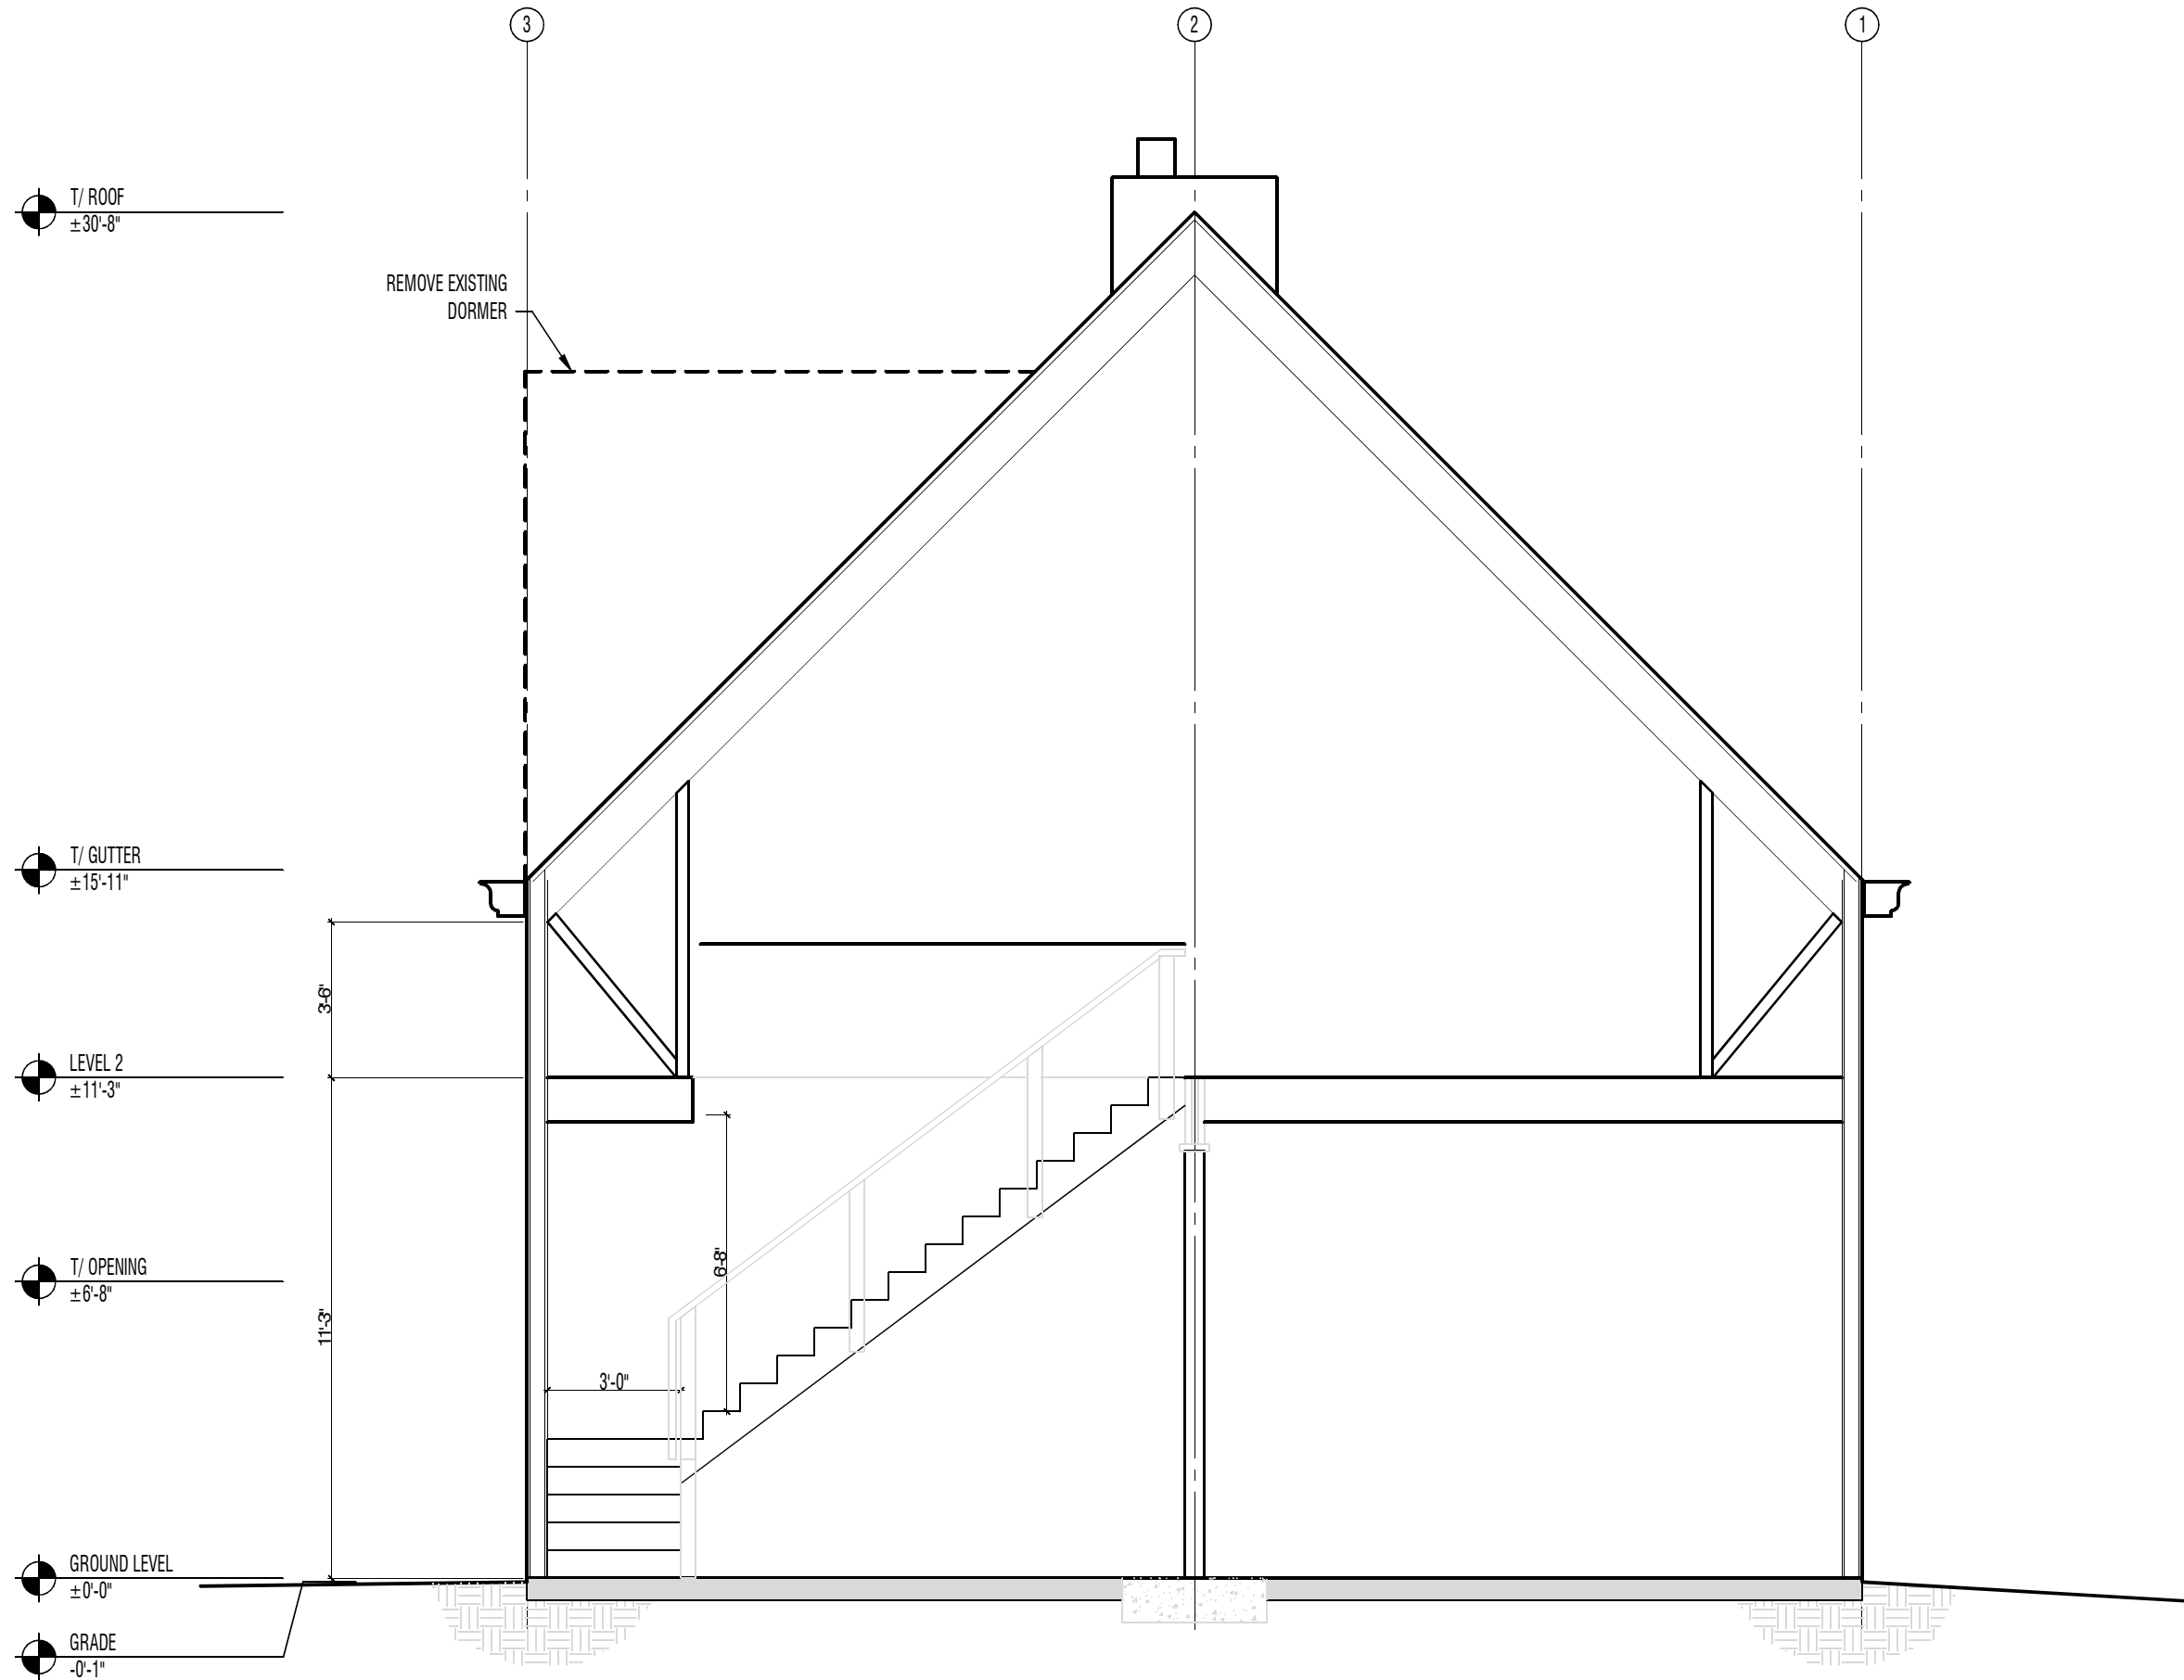 3
2
1
T/ ROOF
±30'-8"
REMOVE EXISTING
DORMER
T/ GUTTER
±15'-11"
3'-6"
LEVEL 2
±11'-3"
6'-8"
T/ OPENING
±6'-8"
11'-3"
3'-0"
GROUND LEVEL
±0'-0"
GRADE
-0'-1"